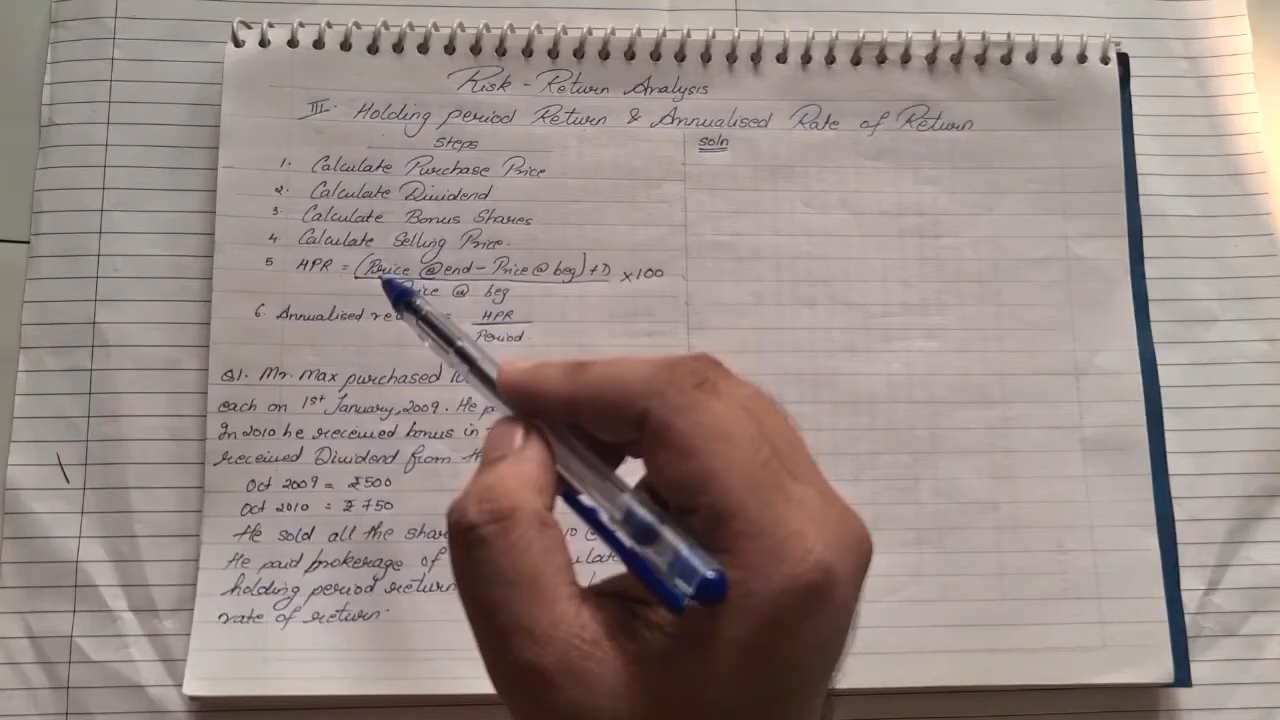 Risk - Return Analysis
III. Holding period Return & Annualised Rate of Return
Steps
1. Calculate Purchase Price
2. Calculate Dividend
3. Calculate Bonus Shares
4. Calculate Selling Price.
5 HPR = (Price @ end - Price @ beg) + D × 100
@ beg
6. Annualised = HPR
Period.
Q1. Mr. Max purchased
each on 1st January, 2009. He
In 2010 he received bonus in
received Dividend from
Oct 2009 = ₹500
Oct 2010 = ₹750
He sold all the
He paid brokerage of
holding period return
rate of return.
soln